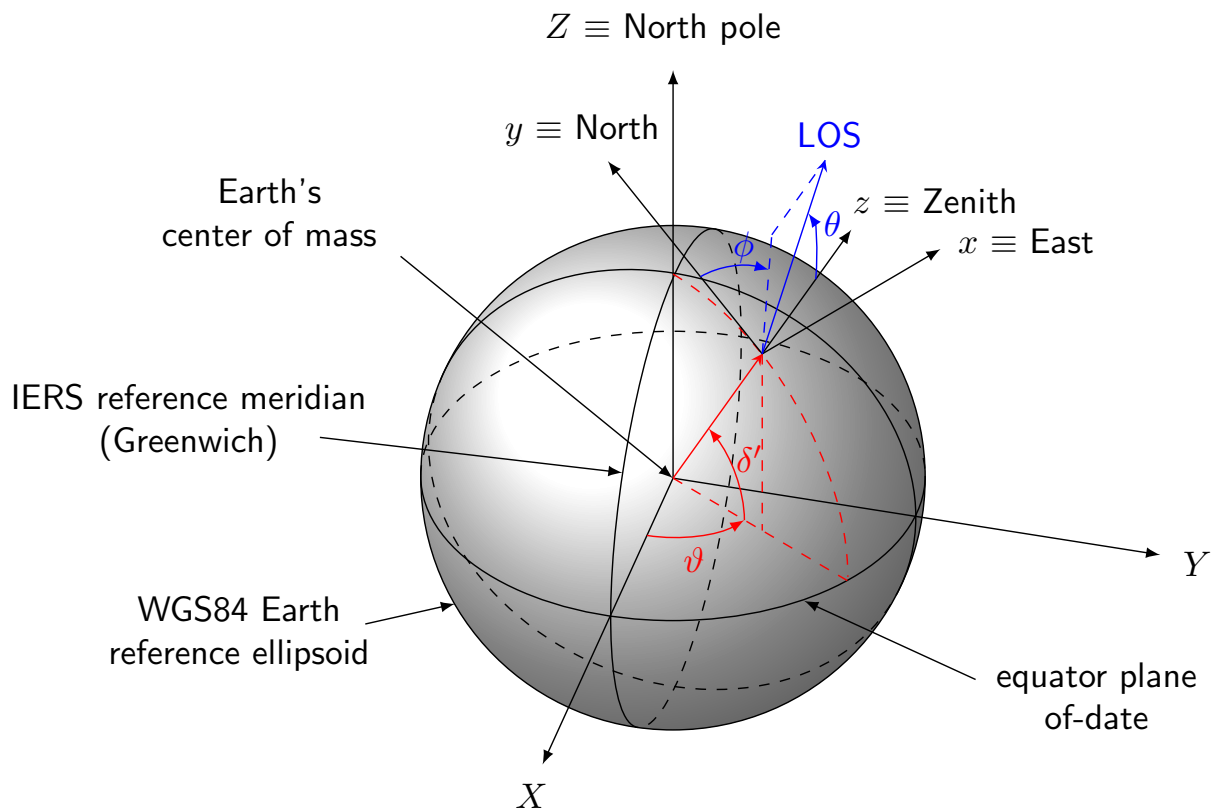 Z ≡ North pole
y ≡ North
LOS
Earth's
center of mass
z ≡ Zenith
θ
x ≡ East
ϕ
IERS reference meridian
(Greenwich)
δ′
ϑ
Y
WGS84 Earth
reference ellipsoid
equator plane
of-date
X